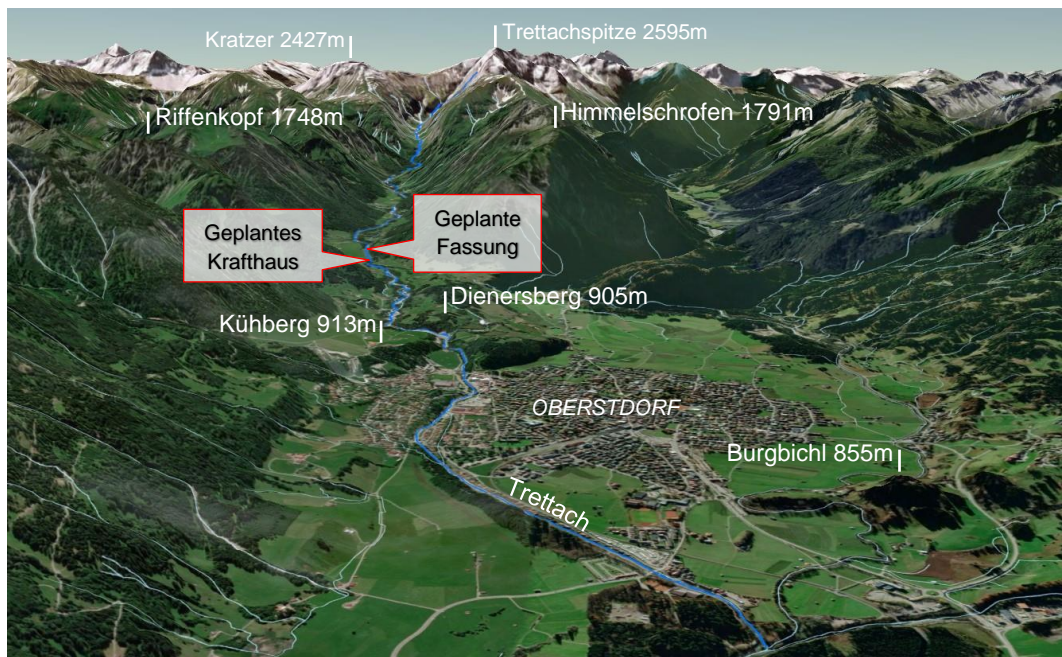 Kratzer 2427m
Trettachspitze 2595m
Riffenkopf 1748m
Himmelschrofen 1791m
Geplantes
Krafthaus
Geplante
Fassung
Dienersberg 905m
Kühberg 913m
OBERSTDORF
Burgbichl 855m
Trettach